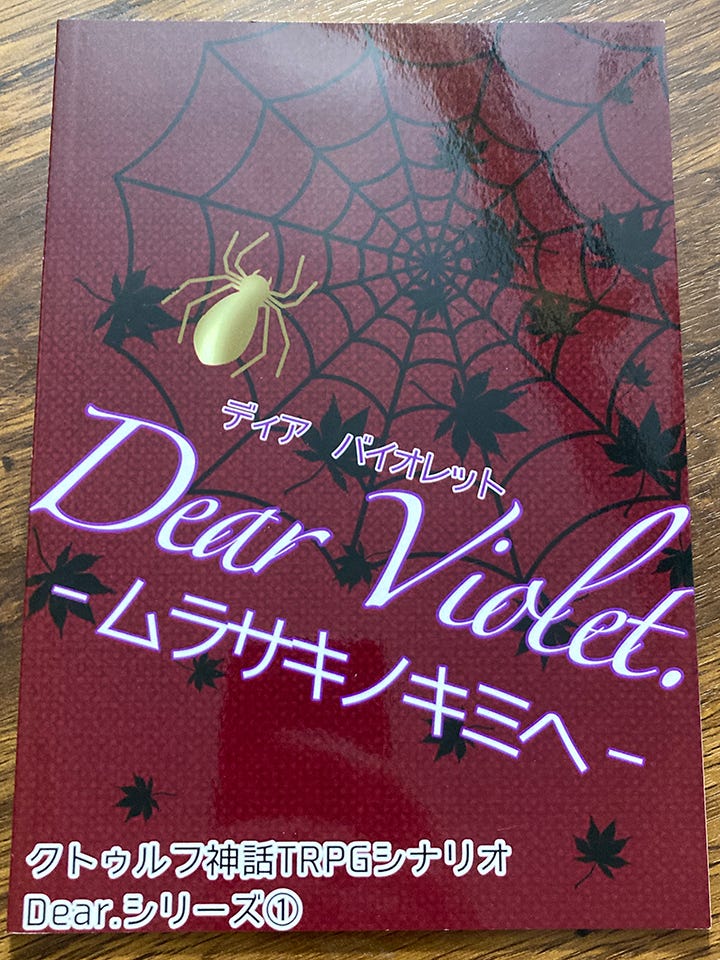 ディア バイオレット
Dear Violet.
-ムラサキノキミへ-
クトゥルフ神話TRPGシナリオ
Dear.シリーズ①